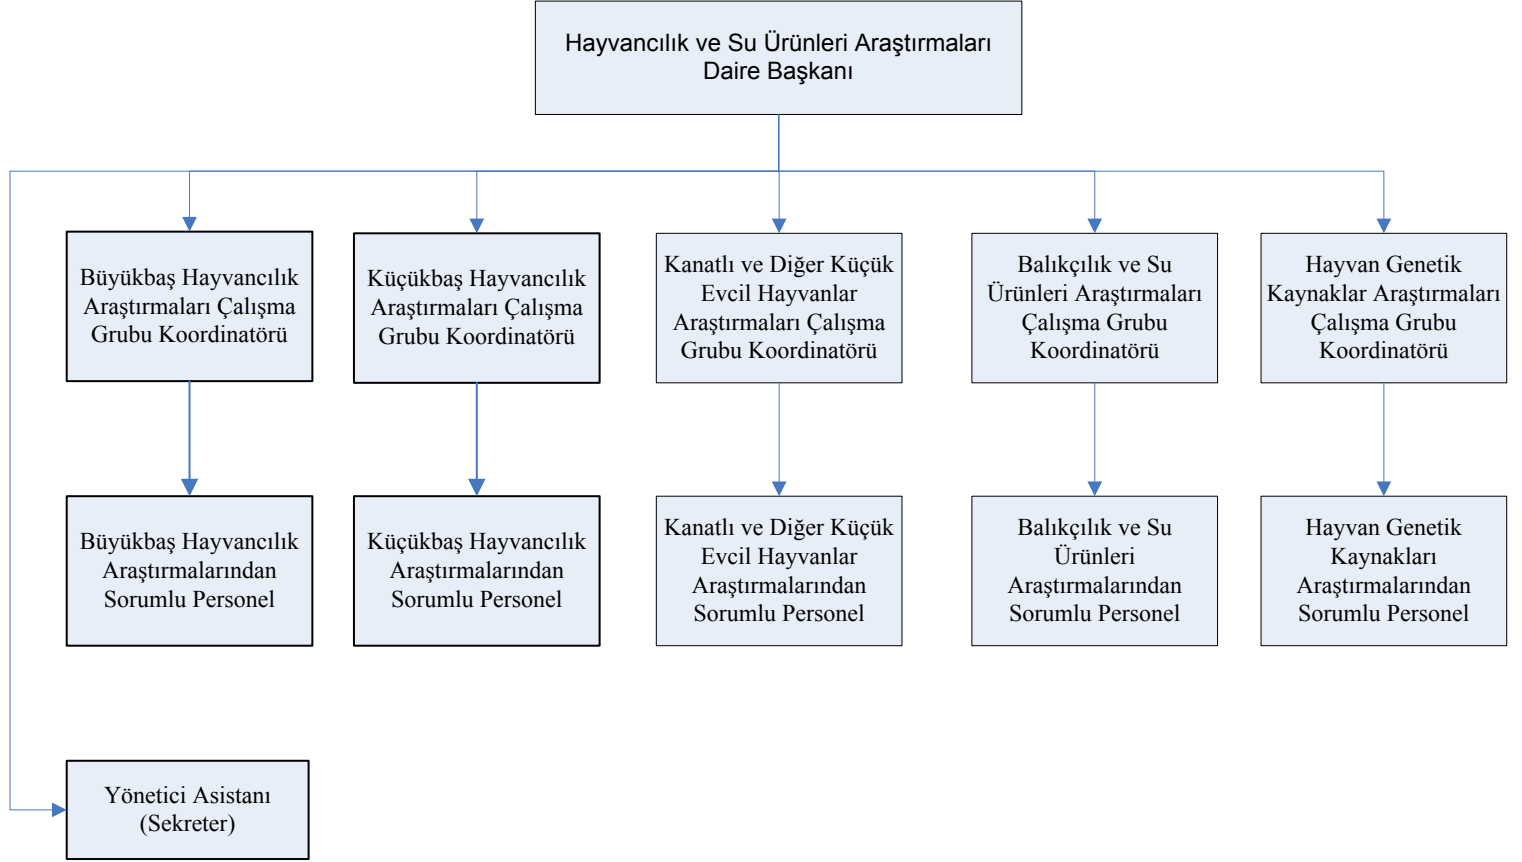 Hayvancılık ve Su Ürünleri Araştırmaları
Daire Başkanı
Büyükbaş Hayvancılık
Araştırmaları Çalışma
Grubu Koordinatörü
Küçükbaş Hayvancılık
Araştırmaları Çalışma
Grubu Koordinatörü
Kanatlı ve Diğer Küçük
Evcil Hayvanlar
Araştırmaları Çalışma
Grubu Koordinatörü
Balıkçılık ve Su
Ürünleri Araştırmaları
Çalışma Grubu
Koordinatörü
Hayvan Genetik
Kaynaklar Araştırmaları
Çalışma Grubu
Koordinatörü
Büyükbaş Hayvancılık
Araştırmalarından
Sorumlu Personel
Küçükbaş Hayvancılık
Araştırmalarından
Sorumlu Personel
Kanatlı ve Diğer Küçük
Evcil Hayvanlar
Araştırmalarından
Sorumlu Personel
Balıkçılık ve Su
Ürünleri
Araştırmalarından
Sorumlu Personel
Hayvan Genetik
Kaynakları
Araştırmalarından
Sorumlu Personel
Yönetici Asistanı
(Sekreter)